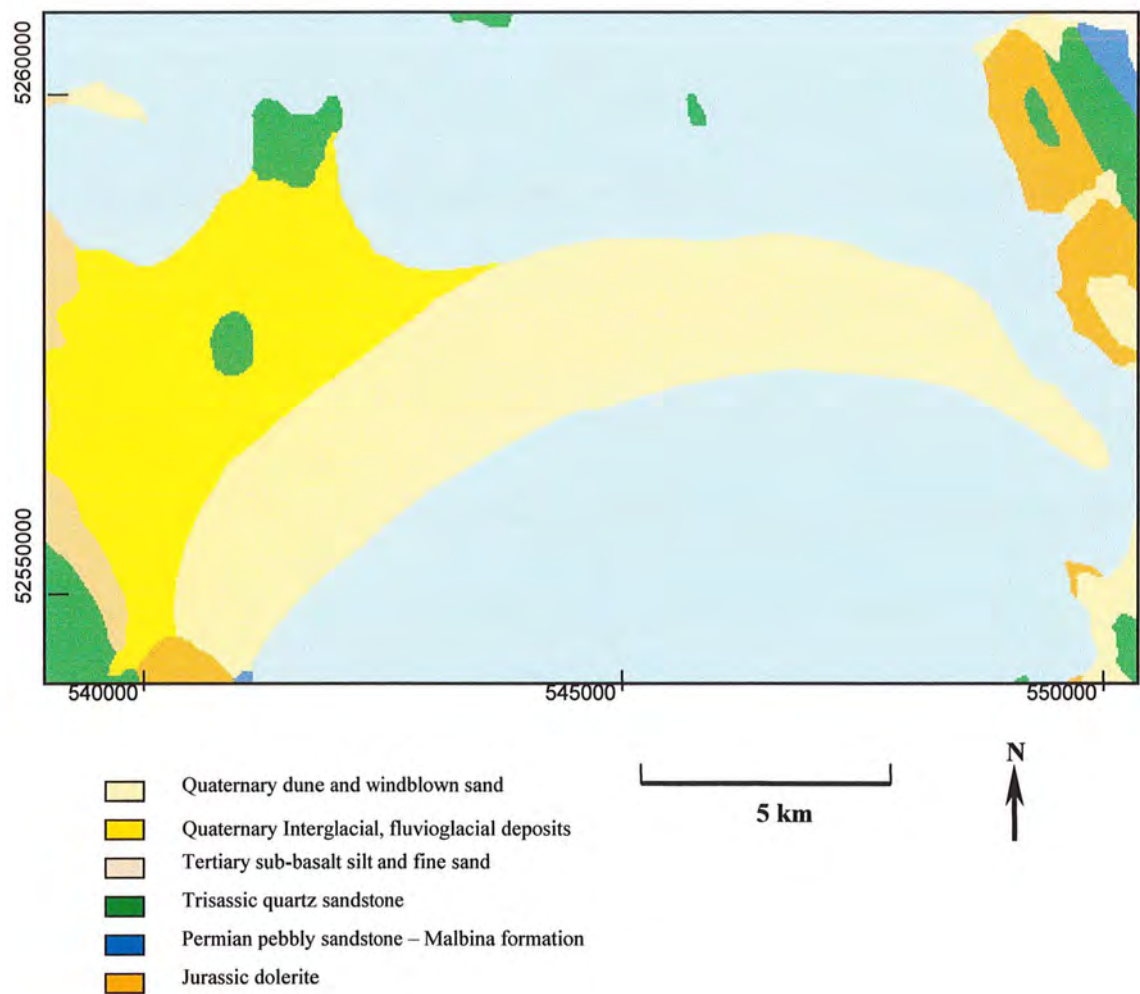 5260000
52550000
540000
545000
550000
Quaternary dune and windblown sand
Quaternary Interglacial, fluvioglacial deposits
Tertiary sub-basalt silt and fine sand
Trisassic quartz sandstone
Permian pebbly sandstone – Malbina formation
Jurassic dolerite
5 km
N